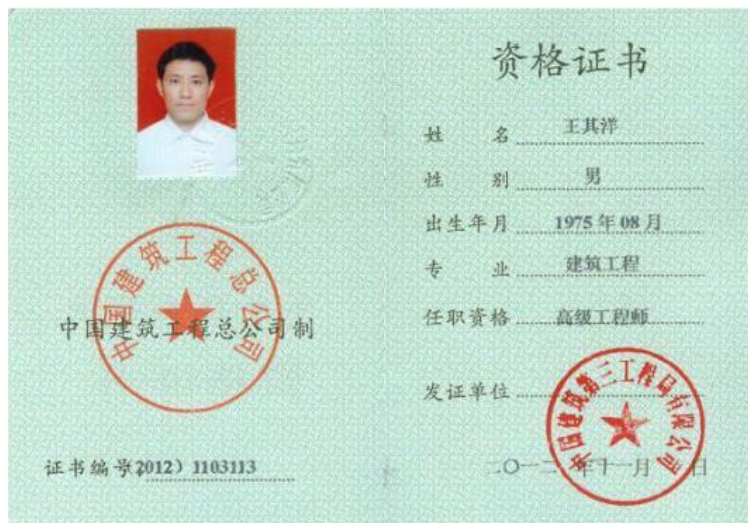 中国建筑工程总公司
中国建筑工程总公司制
证书编号(2012）1103113
资格证书
姓 名 王其洋
性 别 男
出生年月 1975年08月
专 业 建筑工程
任职资格 高级工程师
发证单位
中国建筑第三工程局有限公司
二〇一二年十一月 日